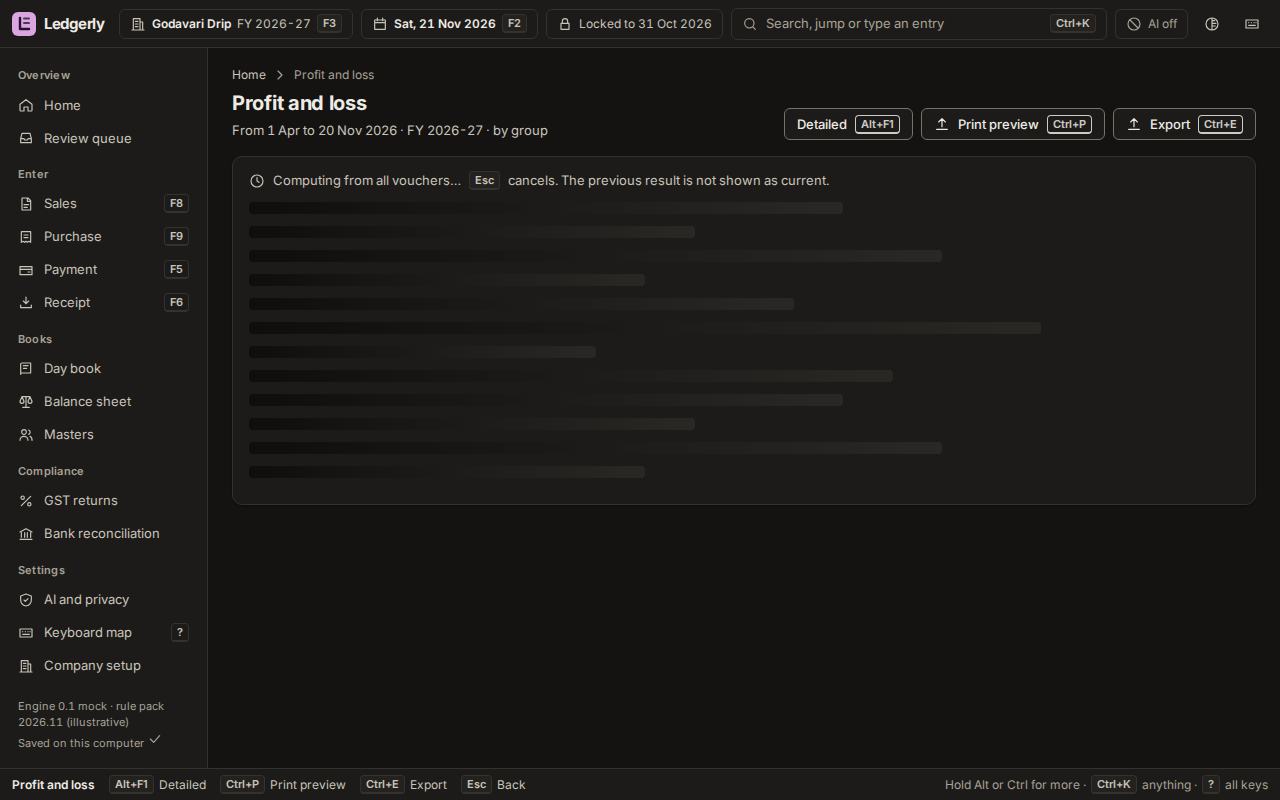 Ledgerly
Godavari Drip FY 2026-27 F3
Sat, 21 Nov 2026 F2
Locked to 31 Oct 2026
Search, jump or type an entry Ctrl+K
AI off
Overview
Home
Review queue
Enter
Sales F8
Purchase F9
Payment F5
Receipt F6
Books
Day book
Balance sheet
Masters
Compliance
GST returns
Bank reconciliation
Settings
AI and privacy
Keyboard map ?
Company setup
Engine 0.1 mock · rule pack
2026.11 (illustrative)
Saved on this computer
Home > Profit and loss
Profit and loss
From 1 Apr to 20 Nov 2026 · FY 2026-27 · by group
Detailed Alt+F1
Print preview Ctrl+P
Export Ctrl+E
Computing from all vouchers... Esc cancels. The previous result is not shown as current.
Profit and loss Alt+F1 Detailed Ctrl+P Print preview Ctrl+E Export Esc Back
Hold Alt or Ctrl for more · Ctrl+K anything · ? all keys